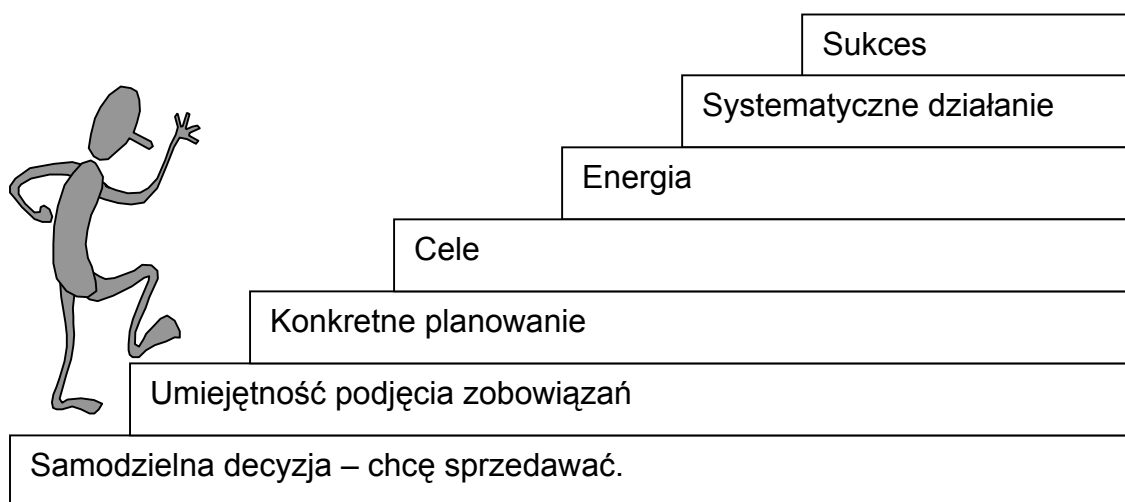 Sukces
Systematyczne działanie
Energia
Cele
Konkretne planowanie
Umiejętność podjęcia zobowiązań
Samodzielna decyzja – chcę sprzedawać.